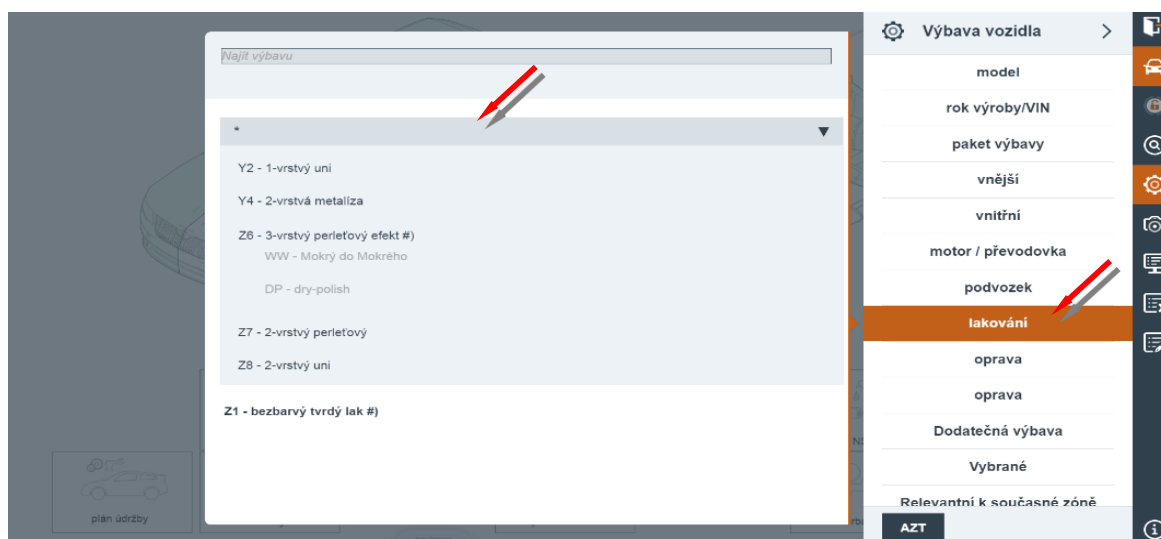 Najít výbavu
*
Y2 - 1-vrstvý uni
Y4 - 2-vrstvá metalíza
Z6 - 3-vrstvý perleťový efekt #)
WW - Mokrý do Mokrého
DP - dry-polish
Z7 - 2-vrstvý perleťový
Z8 - 2-vrstvý uni
Z1 - bezbarvý tvrdý lak #)
plán údržby
Výbava vozidla
model
rok výroby/VIN
paket výbavy
vnější
vnitřní
motor / převodovka
podvozek
lakování
oprava
oprava
Dodatečná výbava
Vybrané
Relevantní k současné zóně
AZT